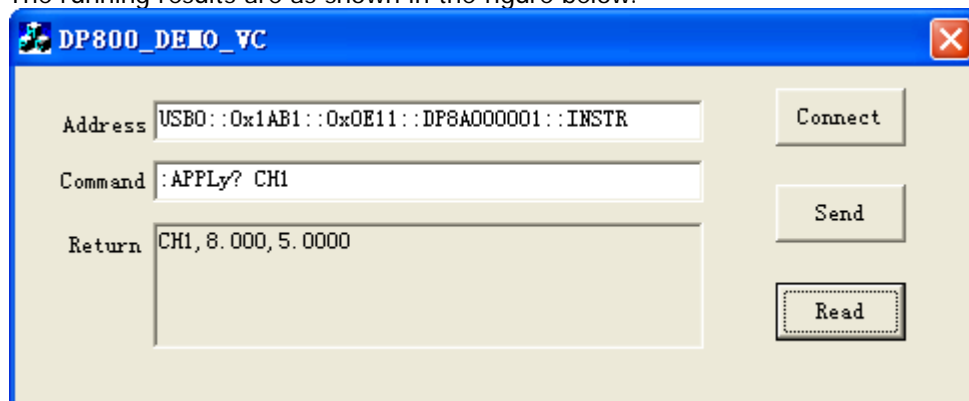 The running results are as shown in the figure below.
DP800_DEMO_VC
Address USB0::0x1AB1::0x0E11::DP8A000001::INSTR
Connect
Command :APPLy? CH1
Send
Return CH1,8.000,5.0000
Read